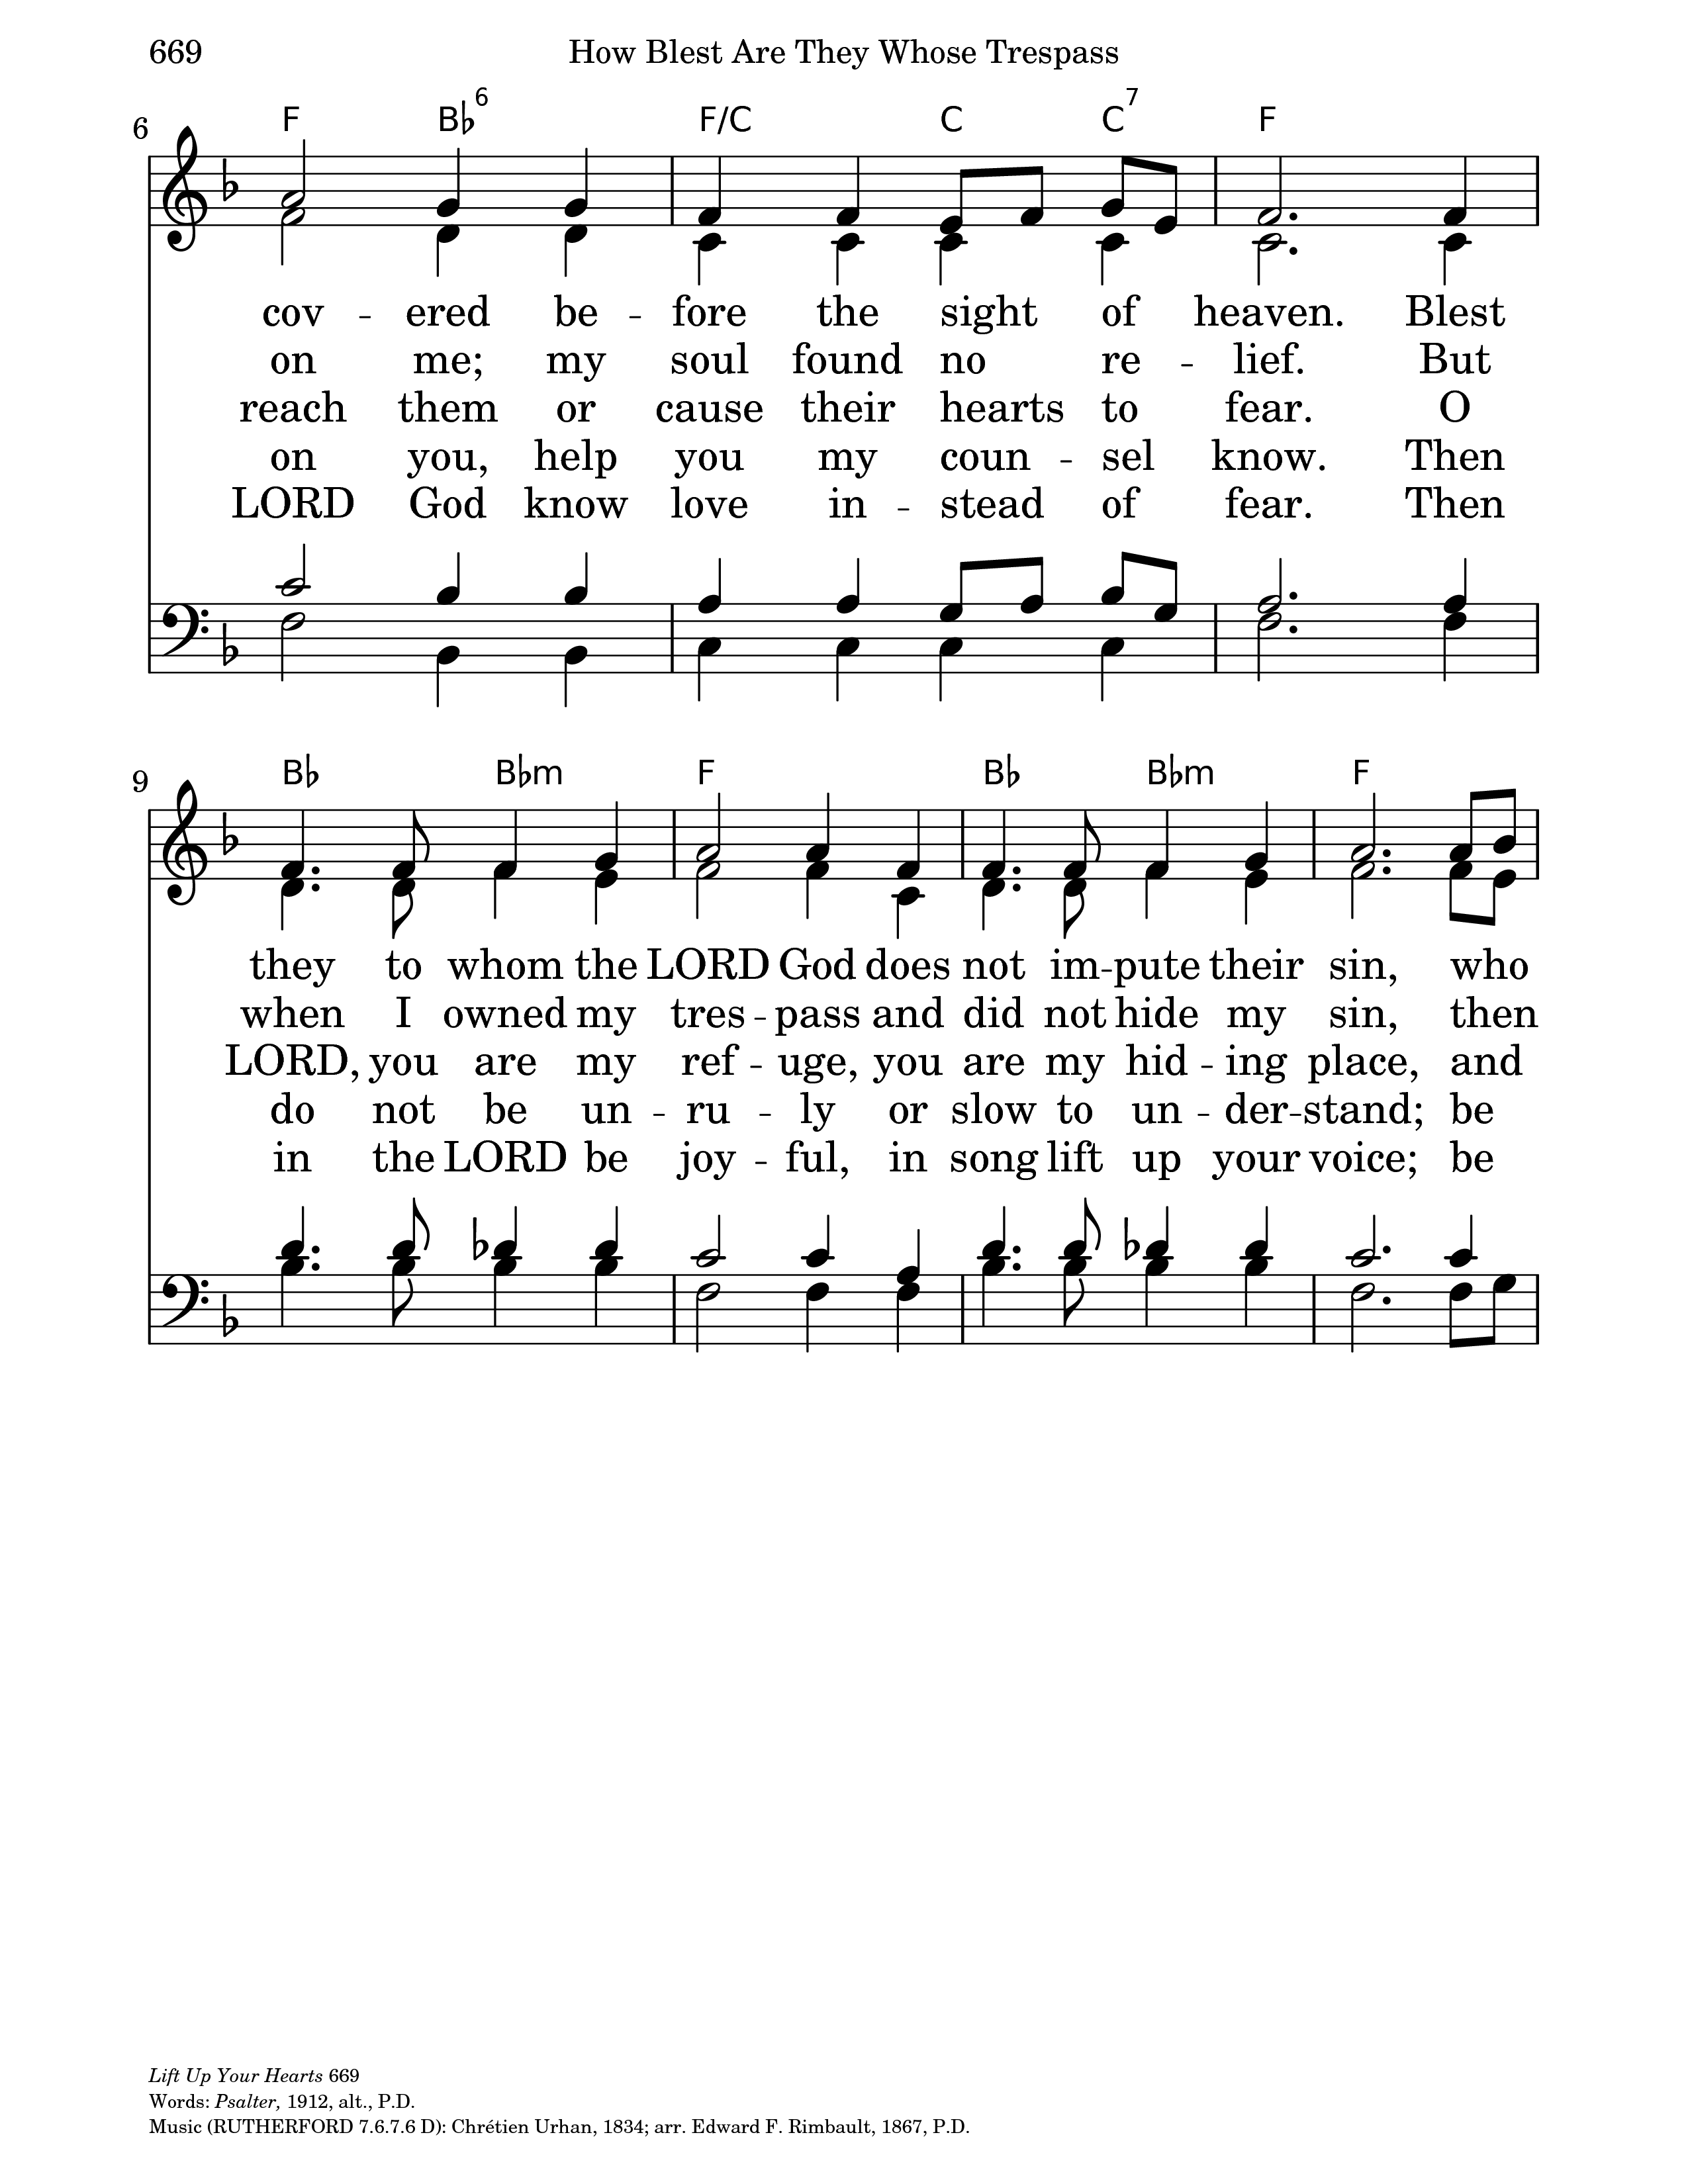 669 How Blest Are They Whose Trespass
F B♭6 F/C C C7 F
6
cov - ered be - fore the sight of heaven. Blest
on me; my soul found no re - lief. But
reach them or cause their hearts to fear. O
on you, help you my coun - sel know. Then
LORD God know love in - stead of fear. Then
B♭ B♭m F B♭ B♭m F
9
they to whom the LORD God does not im - pute their sin, who
when I owned my tres - pass and did not hide my sin, then
LORD, you are my ref - uge, you are my hid - ing place, and
do not be un - ru - ly or slow to un - der - stand; be
in the LORD be joy - ful, in song lift up your voice; be
Lift Up Your Hearts 669
Words: Psalter, 1912, alt., P.D.
Music (RUTHERFORD 7.6.7.6 D): Chrétien Urhan, 1834; arr. Edward F. Rimbault, 1867, P.D.